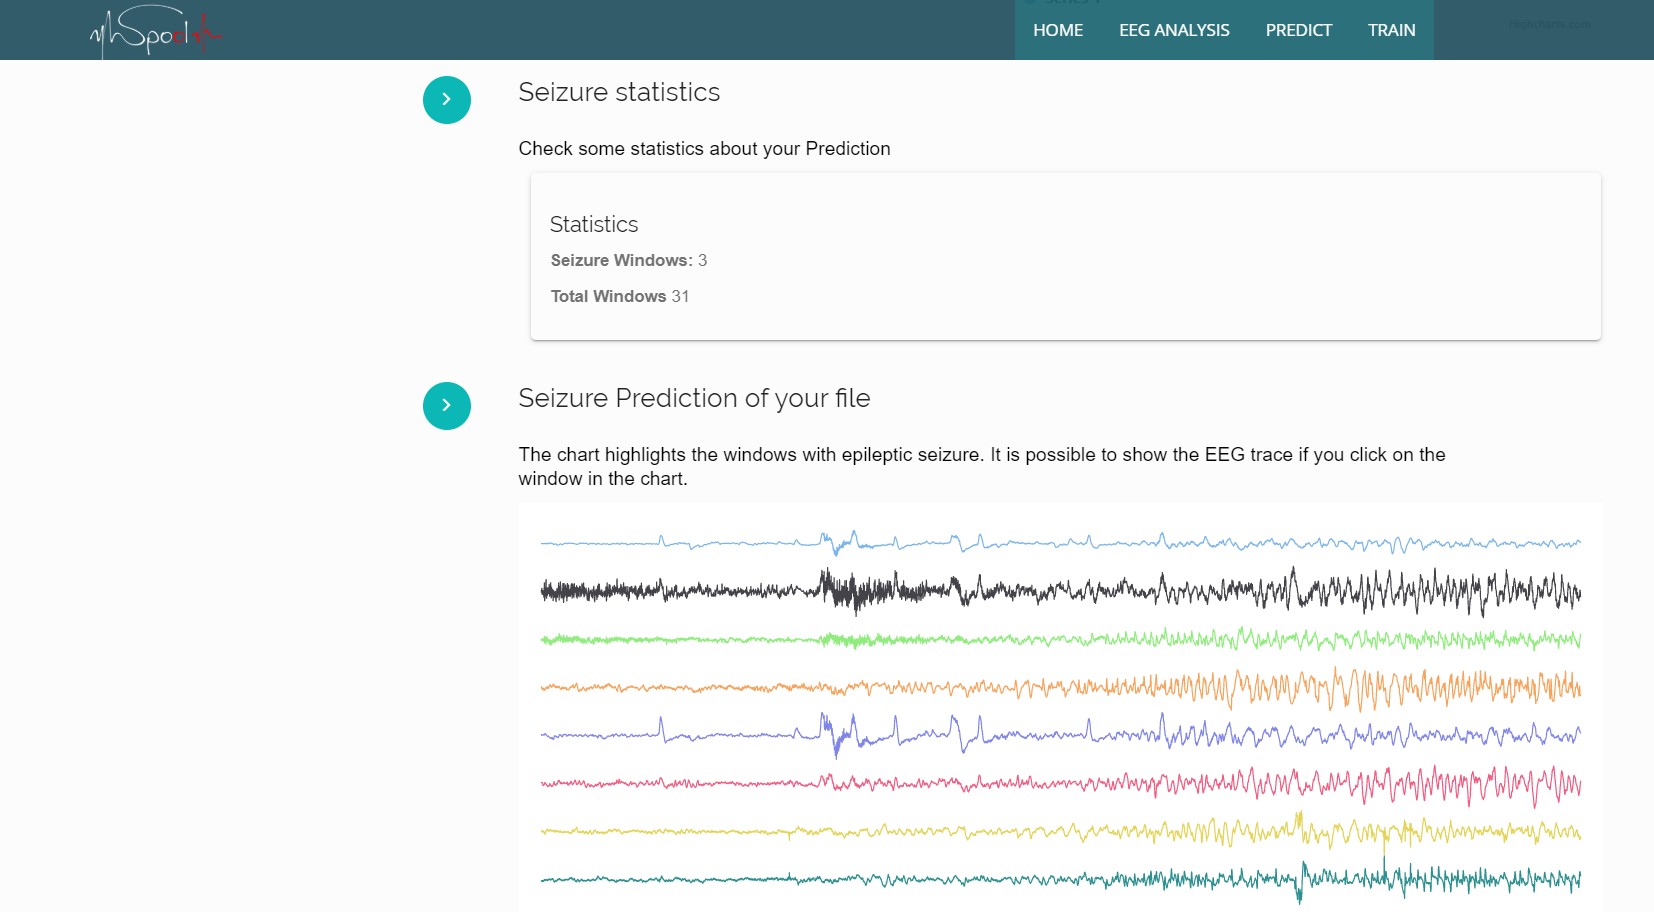 HOME EEG ANALYSIS PREDICT TRAIN
Seizure statistics
Check some statistics about your Prediction
Statistics
Seizure Windows: 3
Total Windows 31
Seizure Prediction of your file
The chart highlights the windows with epileptic seizure. It is possible to show the EEG trace if you click on the
window in the chart.